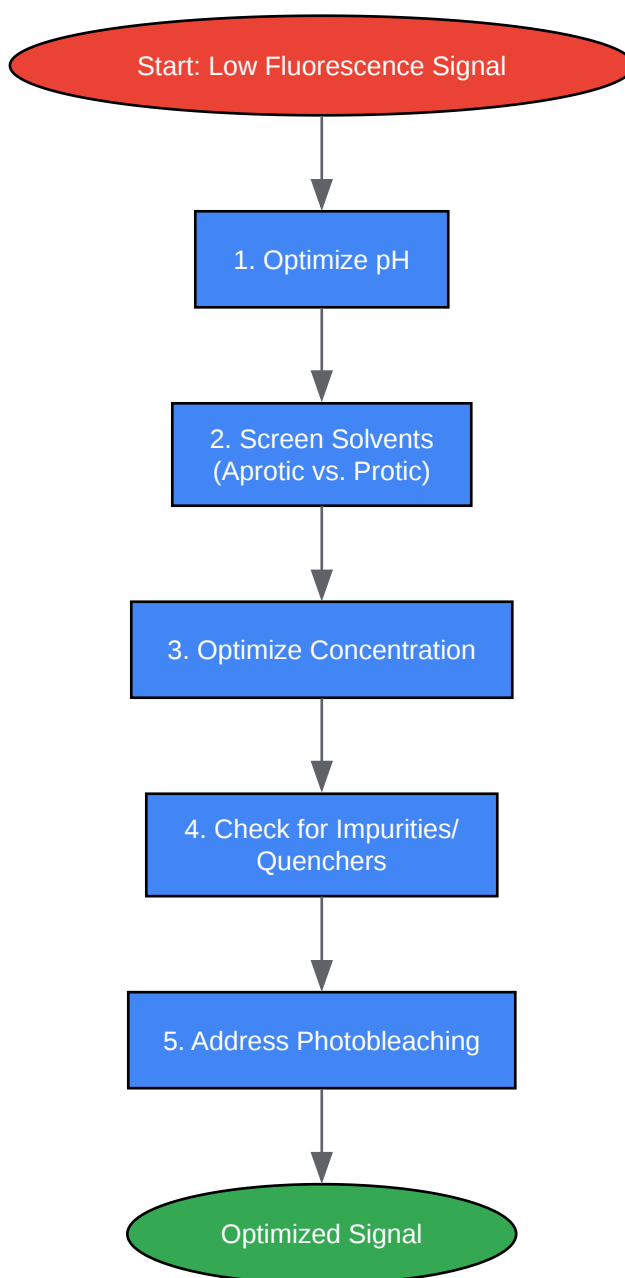 Start: Low Fluorescence Signal
1. Optimize pH
2. Screen Solvents
(Aprotic vs. Protic)
3. Optimize Concentration
4. Check for Impurities/
Quenchers
5. Address Photobleaching
Optimized Signal